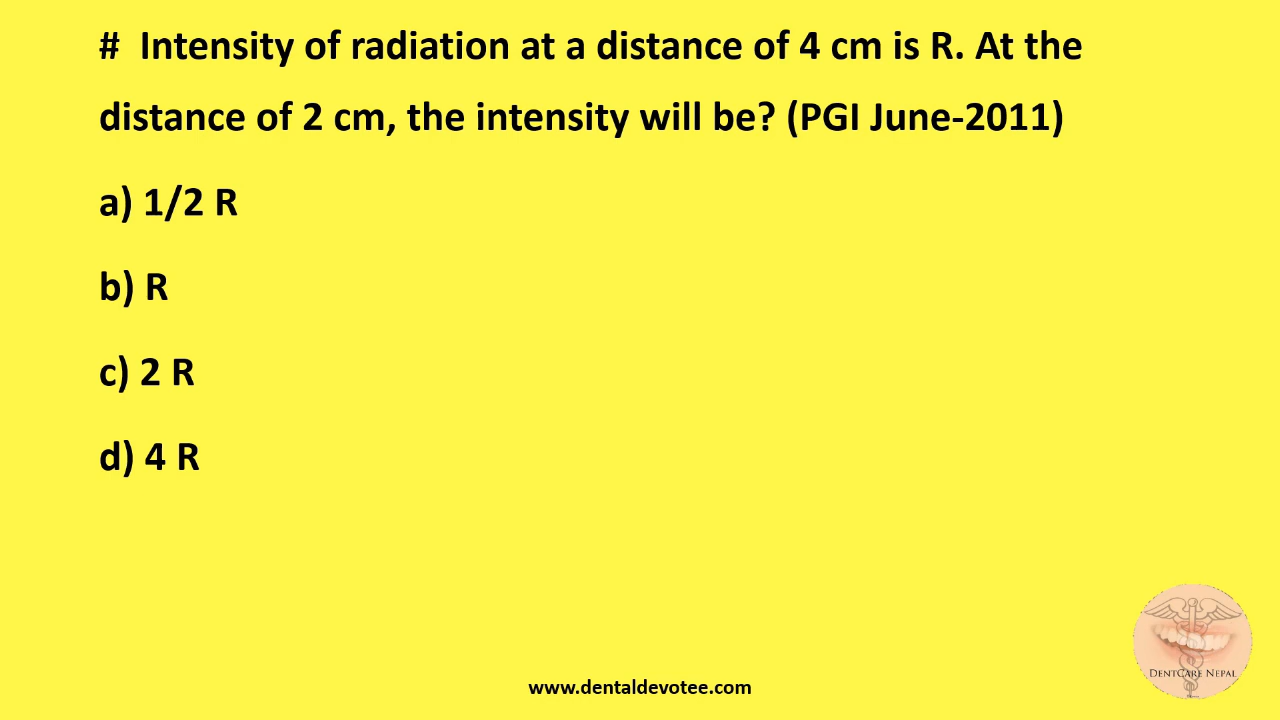 # Intensity of radiation at a distance of 4 cm is R. At the
distance of 2 cm, the intensity will be? (PGI June-2011)
a) 1/2 R
b) R
c) 2 R
d) 4 R
DENTCARE NEPAL
www.dentaldevotee.com